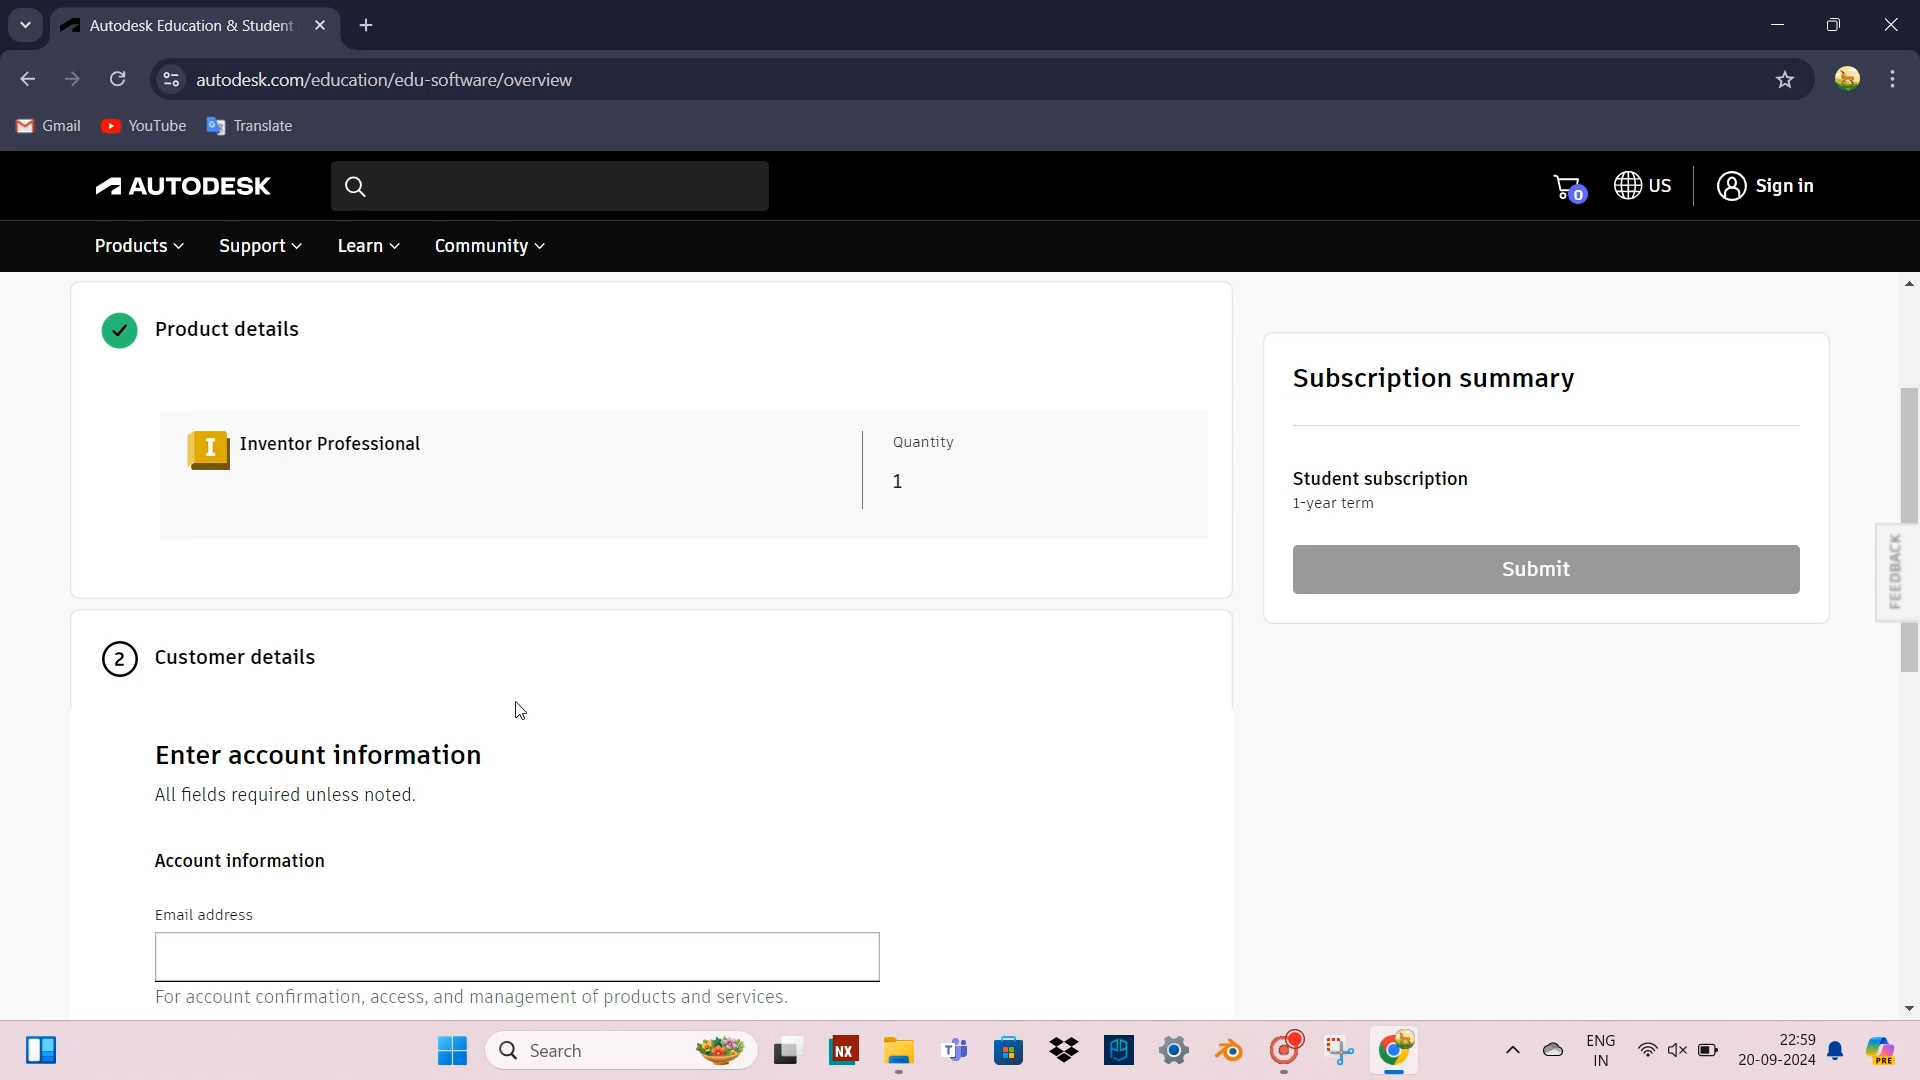 Autodesk Education & Student
autodesk.com/education/edu-software/overview
Gmail YouTube Translate
AUTODESK
0 US Sign in
Products Support Learn Community
Product details
Inventor Professional
Quantity
1
Subscription summary
Student subscription
1-year term
Submit
FEEDBACK
2 Customer details
Enter account information
All fields required unless noted.
Account information
Email address
For account confirmation, access, and management of products and services.
Search
NX
ENG
IN
22:59
20-09-2024
PRE